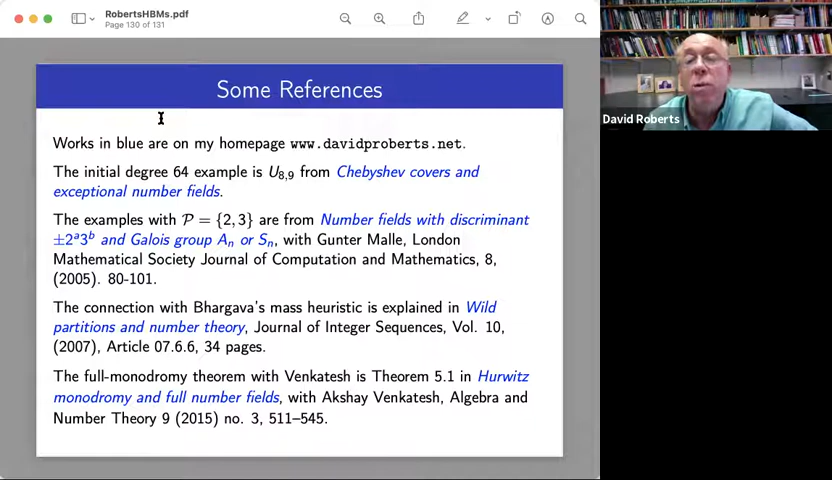 RobertsHBMs.pdf
Page 130 of 131
Some References
Works in blue are on my homepage www.davidproberts.net.
The initial degree 64 example is U8,9 from Chebyshev covers and
exceptional number fields.
The examples with P = {2,3} are from Number fields with discriminant
±2ᵃ3ᵇ and Galois group Aₙ or Sₙ, with Gunter Malle, London
Mathematical Society Journal of Computation and Mathematics, 8,
(2005). 80-101.
The connection with Bhargava's mass heuristic is explained in Wild
partitions and number theory, Journal of Integer Sequences, Vol. 10,
(2007), Article 07.6.6, 34 pages.
The full-monodromy theorem with Venkatesh is Theorem 5.1 in Hurwitz
monodromy and full number fields, with Akshay Venkatesh, Algebra and
Number Theory 9 (2015) no. 3, 511–545.
David Roberts